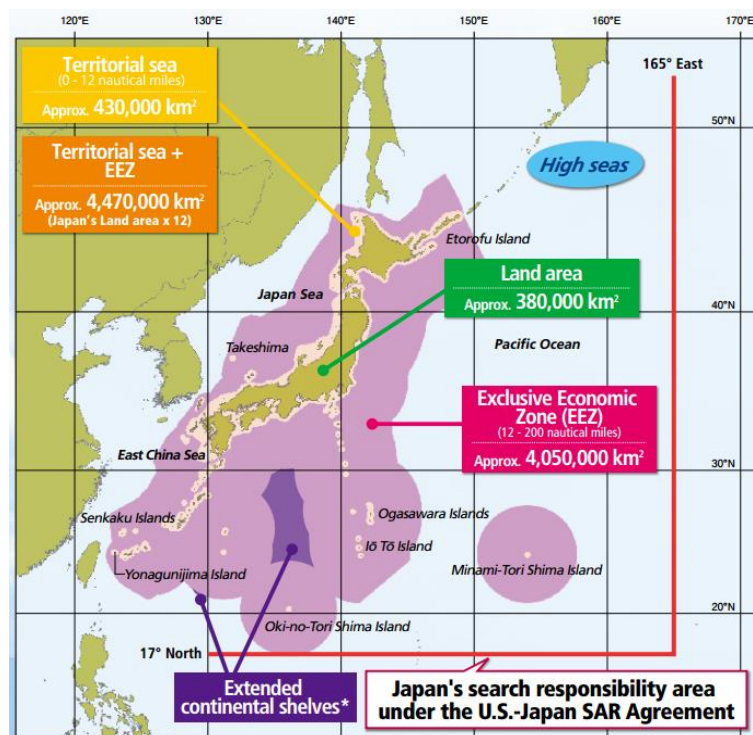 120°E
130°E
140°E
150°E
160°E
170°E
Territorial sea
(0 - 12 nautical miles)
Approx. 430,000 km²
165° East
50°N
Territorial sea +
EEZ
Approx. 4,470,000 km²
(Japan's Land area x 12)
High seas
Etorofu Island
Land area
Approx. 380,000 km²
Japan Sea
40°N
Takeshima
Pacific Ocean
Exclusive Economic
Zone (EEZ)
(12 - 200 nautical miles)
Approx. 4,050,000 km²
East China Sea
30°N
Senkaku Islands
Ogasawara Islands
Iō Tō Island
Yonagunijima Island
Minami-Tori Shima Island
20°N
Oki-no-Tori Shima Island
17° North
Extended
continental shelves*
Japan's search responsibility area
under the U.S.-Japan SAR Agreement